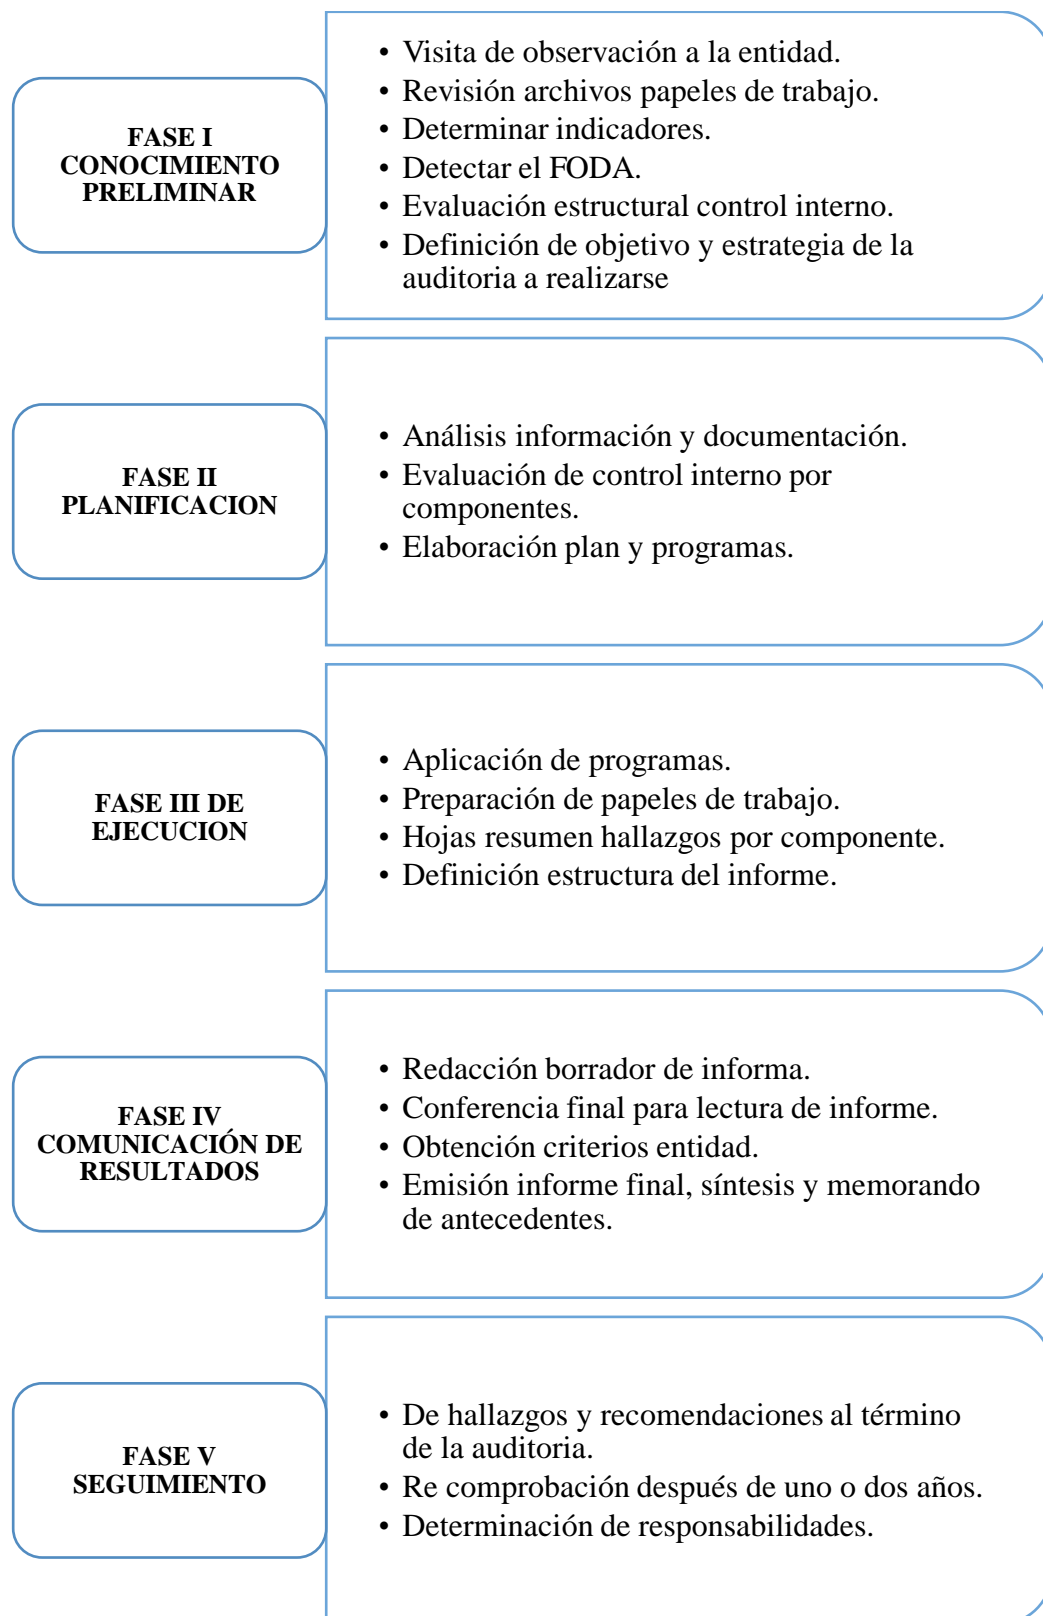 FASE I
CONOCIMIENTO
PRELIMINAR
• Visita de observación a la entidad.
• Revisión archivos papeles de trabajo.
• Determinar indicadores.
• Detectar el FODA.
• Evaluación estructural control interno.
• Definición de objetivo y estrategia de la
auditoria a realizarse
FASE II
PLANIFICACION
• Análisis información y documentación.
• Evaluación de control interno por
componentes.
• Elaboración plan y programas.
FASE III DE
EJECUCION
• Aplicación de programas.
• Preparación de papeles de trabajo.
• Hojas resumen hallazgos por componente.
• Definición estructura del informe.
FASE IV
COMUNICACIÓN DE
RESULTADOS
• Redacción borrador de informa.
• Conferencia final para lectura de informe.
• Obtención criterios entidad.
• Emisión informe final, síntesis y memorando
de antecedentes.
FASE V
SEGUIMIENTO
• De hallazgos y recomendaciones al término
de la auditoria.
• Re comprobación después de uno o dos años.
• Determinación de responsabilidades.